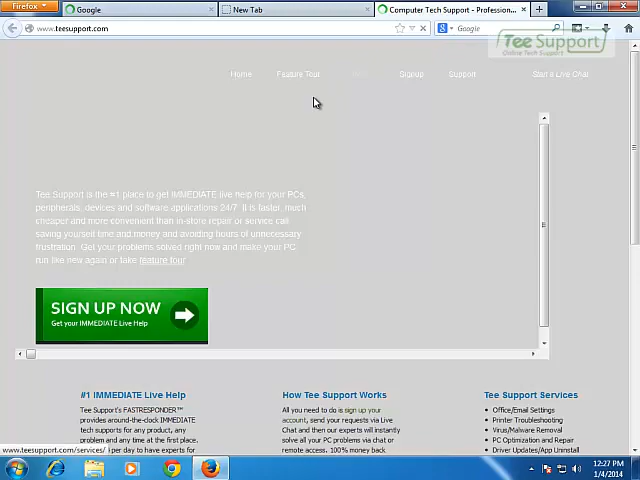 Firefox
Google
New Tab
Computer Tech Support - Profession...
www.teesupport.com
Google
Tee Support
Online Tech Support
Home
Feature Tour
Signup
Support
Start a Live Chat
Tee Support is the #1 place to get IMMEDIATE live help for your PCs,
peripherals, devices and software applications 24/7. It is faster, much
cheaper and more convenient than in-store repair or service call
saving yourself time and money and avoiding hours of unnecessary
frustration. Get your problems solved right now and make your PC
run like new again or take feature tour
SIGN UP NOW
Get your IMMEDIATE Live Help
#1 IMMEDIATE Live Help
Tee Support's FASTRESPONDER™
provides around-the-clock IMMEDIATE
tech supports for any product, any
problem and any time at the first place.
per day to have experts for
How Tee Support Works
All you need to do is sign up your
account, send your requests via Live
Chat and then our experts will instantly
solve all your PC problems via chat or
remote access. 100% money back
Tee Support Services
• Office/Email Settings
• Printer Troubleshooting
• Virus/Malware Removal
• PC Optimization and Repair
• Driver Updates/App Uninstall
www.teesupport.com/services/
12:27 PM
1/4/2014